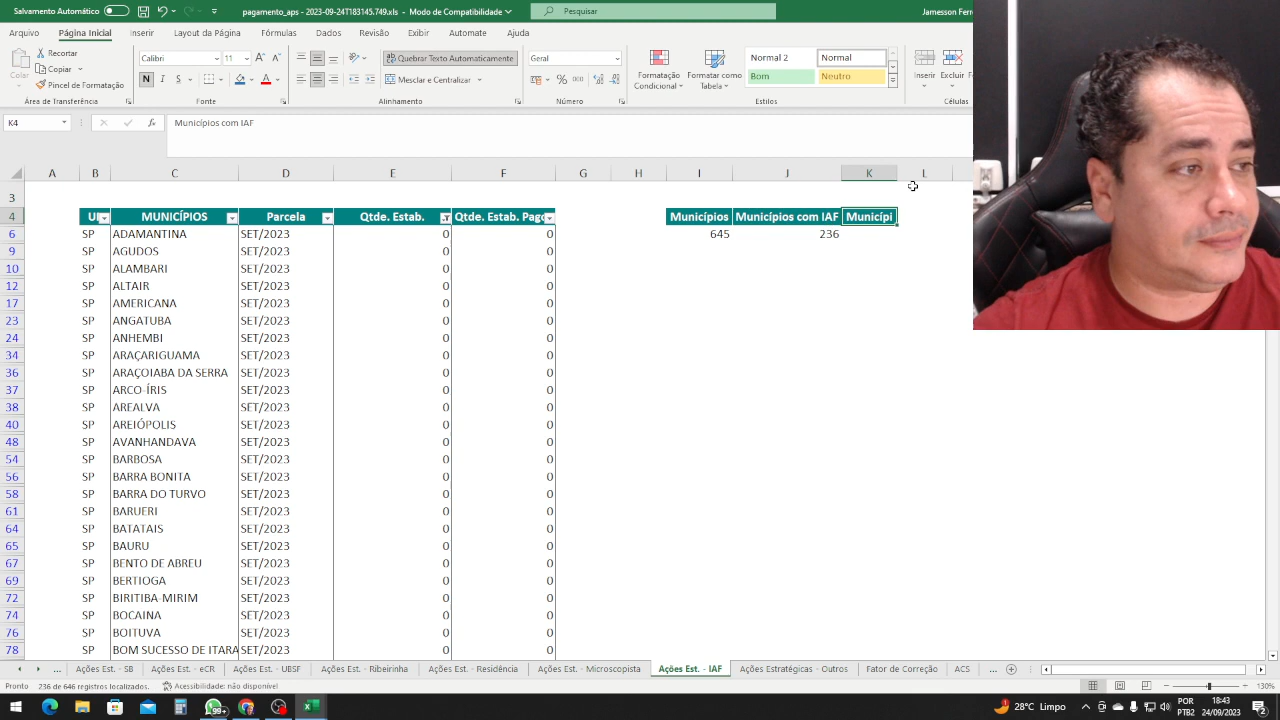 Salvamento Automático
pagamento_aps - 2023-09-24T183145.749.xls - Modo de Compatibilidade
Pesquisar
Jamesson Ferr
Arquivo Página Inicial Inserir Layout da Página Fórmulas Dados Revisão Exibir Automate Ajuda
Colar
Recortar
Copiar
Pincel de Formatação
Área de Transferência
Calibri 11
N I S
Fonte
Quebrar Texto Automaticamente
Mesclar e Centralizar
Alinhamento
Geral
Número
Formatação Condicional
Formatar como Tabela
Normal 2 Normal
Bom Neutro
Estilos
Inserir Excluir F
Células
K4 fx Municípios com IAF
A B C D E F G H I J K L
3
4 UF MUNICÍPIOS Parcela Qtde. Estab. Qtde. Estab. Pago Municípios Municípios com IAF Municípi
6 SP ADAMANTINA SET/2023 0 0 645 236
9 SP AGUDOS SET/2023 0 0
10 SP ALAMBARI SET/2023 0 0
12 SP ALTAIR SET/2023 0 0
17 SP AMERICANA SET/2023 0 0
23 SP ANGATUBA SET/2023 0 0
24 SP ANHEMBI SET/2023 0 0
34 SP ARAÇARIGUAMA SET/2023 0 0
36 SP ARAÇOIABA DA SERRA SET/2023 0 0
37 SP ARCO-ÍRIS SET/2023 0 0
38 SP AREALVA SET/2023 0 0
40 SP AREIÓPOLIS SET/2023 0 0
48 SP AVANHANDAVA SET/2023 0 0
54 SP BARBOSA SET/2023 0 0
56 SP BARRA BONITA SET/2023 0 0
58 SP BARRA DO TURVO SET/2023 0 0
61 SP BARUERI SET/2023 0 0
64 SP BATATAIS SET/2023 0 0
65 SP BAURU SET/2023 0 0
67 SP BENTO DE ABREU SET/2023 0 0
69 SP BERTIOGA SET/2023 0 0
72 SP BIRITIBA-MIRIM SET/2023 0 0
74 SP BOCAINA SET/2023 0 0
76 SP BOITUVA SET/2023 0 0
78 SP BOM SUCESSO DE ITARA SET/2023 0 0
... Ações Est. - SB Ações Est. - eCR Ações Est. - UBSF Ações Est. - Ribeirinha Ações Est. - Residência Ações Est. - Microscopista Ações Est. - IAF Ações Estratégicas - Outros Fator de Correção ACS ...
Pronto 236 de 646 registros localizados. Acessibilidade: não disponível 130%
99+
28°C Limpo
POR
PTB2
18:43
24/09/2023
2